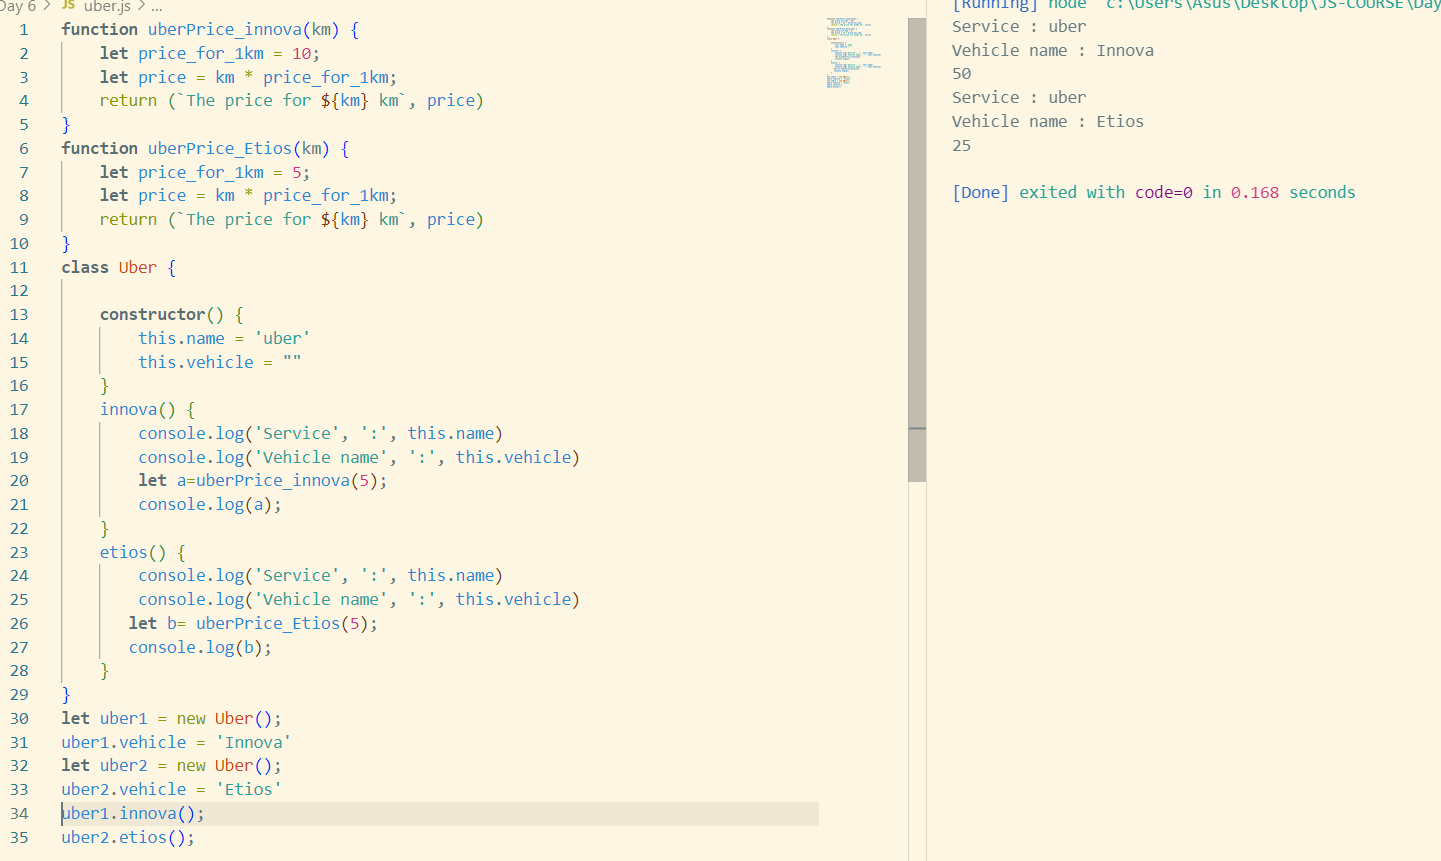 Day 6 > JS uber.js > ...
1 function uberPrice_innova(km) {
2     let price_for_1km = 10;
3     let price = km * price_for_1km;
4     return (`The price for ${km} km`, price)
5 }
6 function uberPrice_Etios(km) {
7     let price_for_1km = 5;
8     let price = km * price_for_1km;
9     return (`The price for ${km} km`, price)
10 }
11 class Uber {
12
13     constructor() {
14         this.name = 'uber'
15         this.vehicle = ""
16     }
17     innova() {
18         console.log('Service', ':', this.name)
19         console.log('Vehicle name', ':', this.vehicle)
20         let a=uberPrice_innova(5);
21         console.log(a);
22     }
23     etios() {
24         console.log('Service', ':', this.name)
25         console.log('Vehicle name', ':', this.vehicle)
26        let b= uberPrice_Etios(5);
27        console.log(b);
28     }
29 }
30 let uber1 = new Uber();
31 uber1.vehicle = 'Innova'
32 let uber2 = new Uber();
33 uber2.vehicle = 'Etios'
34 uber1.innova();
35 uber2.etios();
[Running] node "c:\Users\Asus\Desktop\JS-COURSE\Day
Service : uber
Vehicle name : Innova
50
Service : uber
Vehicle name : Etios
25
[Done] exited with code=0 in 0.168 seconds